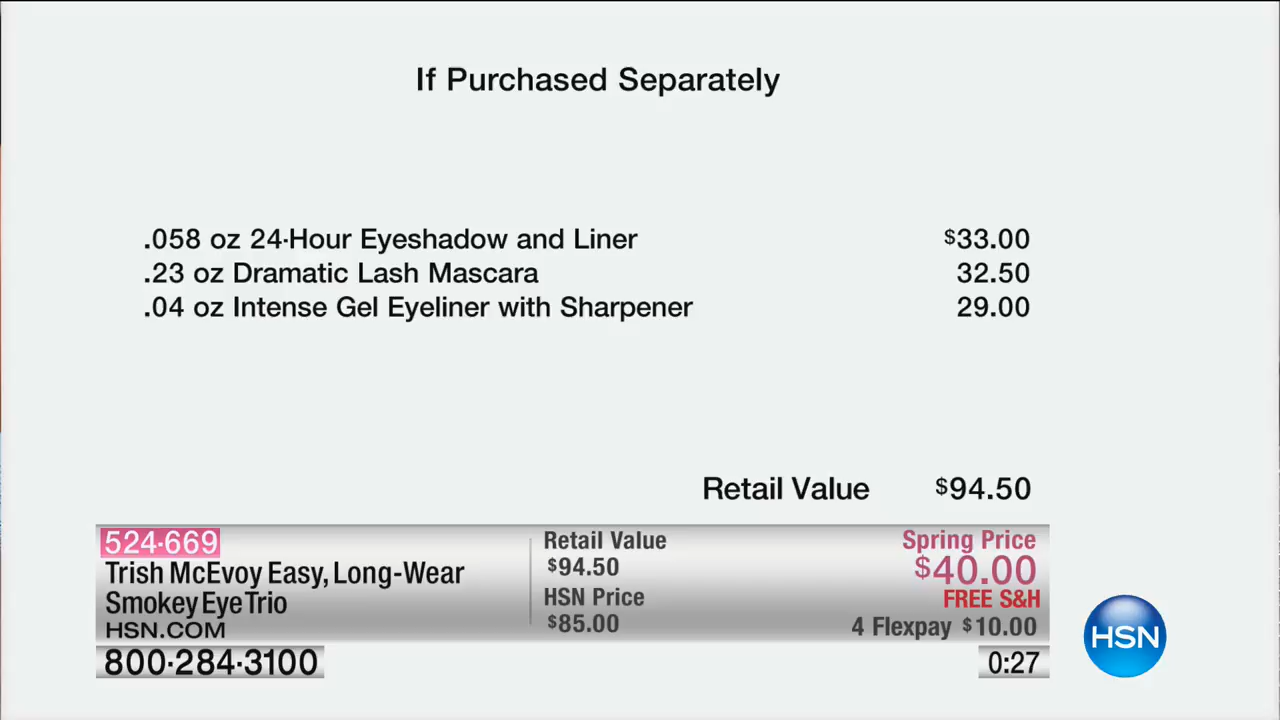 If Purchased Separately
.058 oz 24·Hour Eyeshadow and Liner $33.00
.23 oz Dramatic Lash Mascara 32.50
.04 oz Intense Gel Eyeliner with Sharpener 29.00
Retail Value $94.50
524·669
Trish McEvoy Easy, Long-Wear
Smokey Eye Trio
HSN.COM
800·284·3100
Retail Value
$94.50
HSN Price
$85.00
Spring Price
$40.00
FREE S&H
4 Flexpay $10.00
0:27
HSN